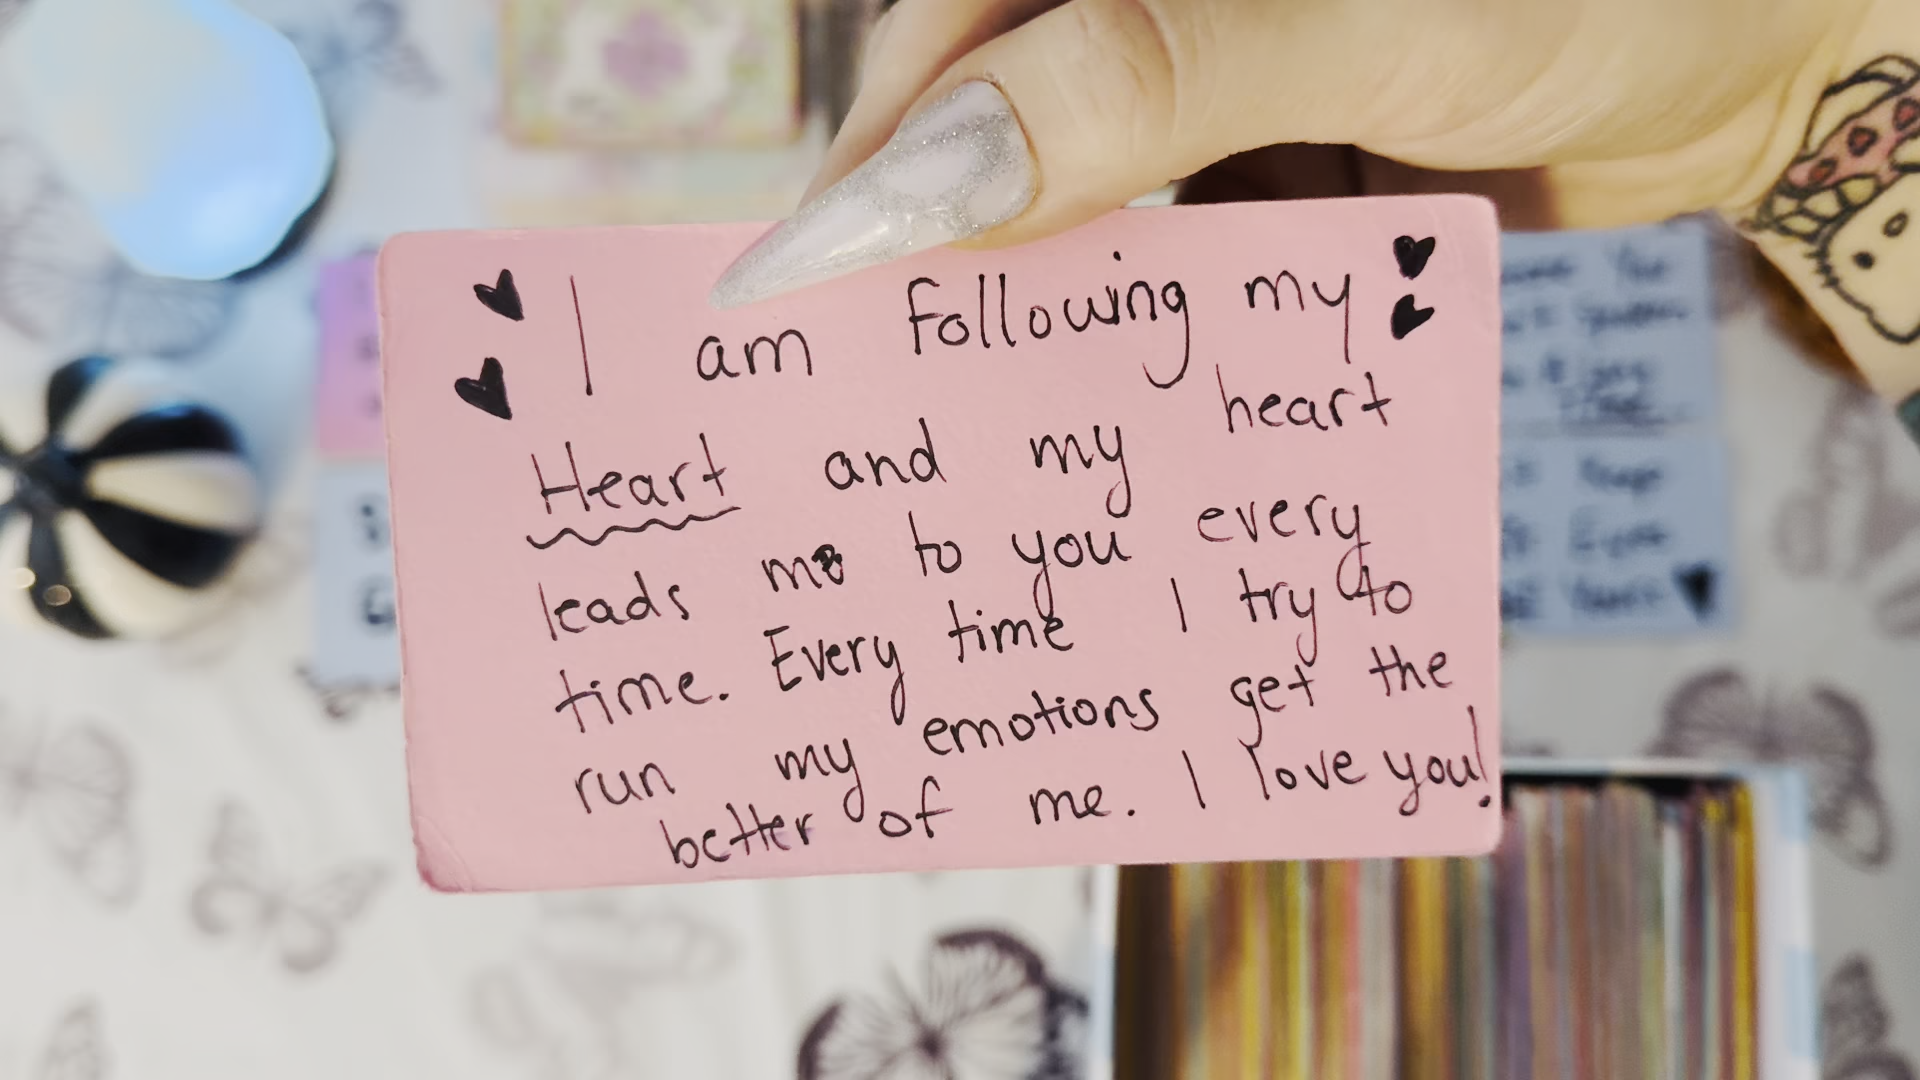 I am following my
Heart and my heart
leads me to you every
time. Every time I try to
run my emotions get the
better of me. I love you!